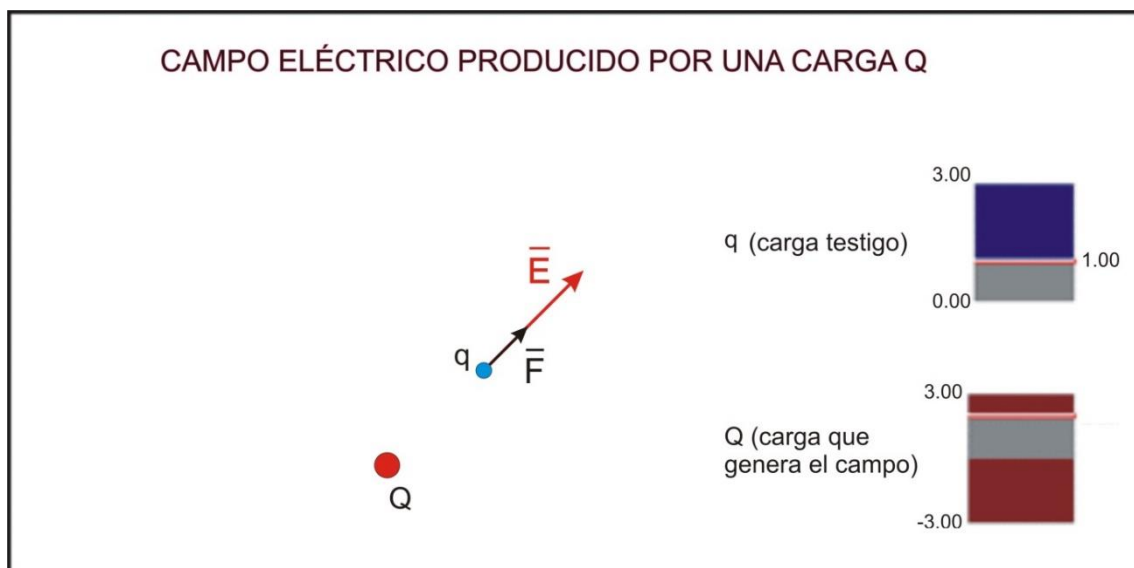 CAMPO ELÉCTRICO PRODUCIDO POR UNA CARGA Q
3.00
q (carga testigo)
1.00
0.00
E
q
F
3.00
Q (carga que
genera el campo)
-3.00
Q